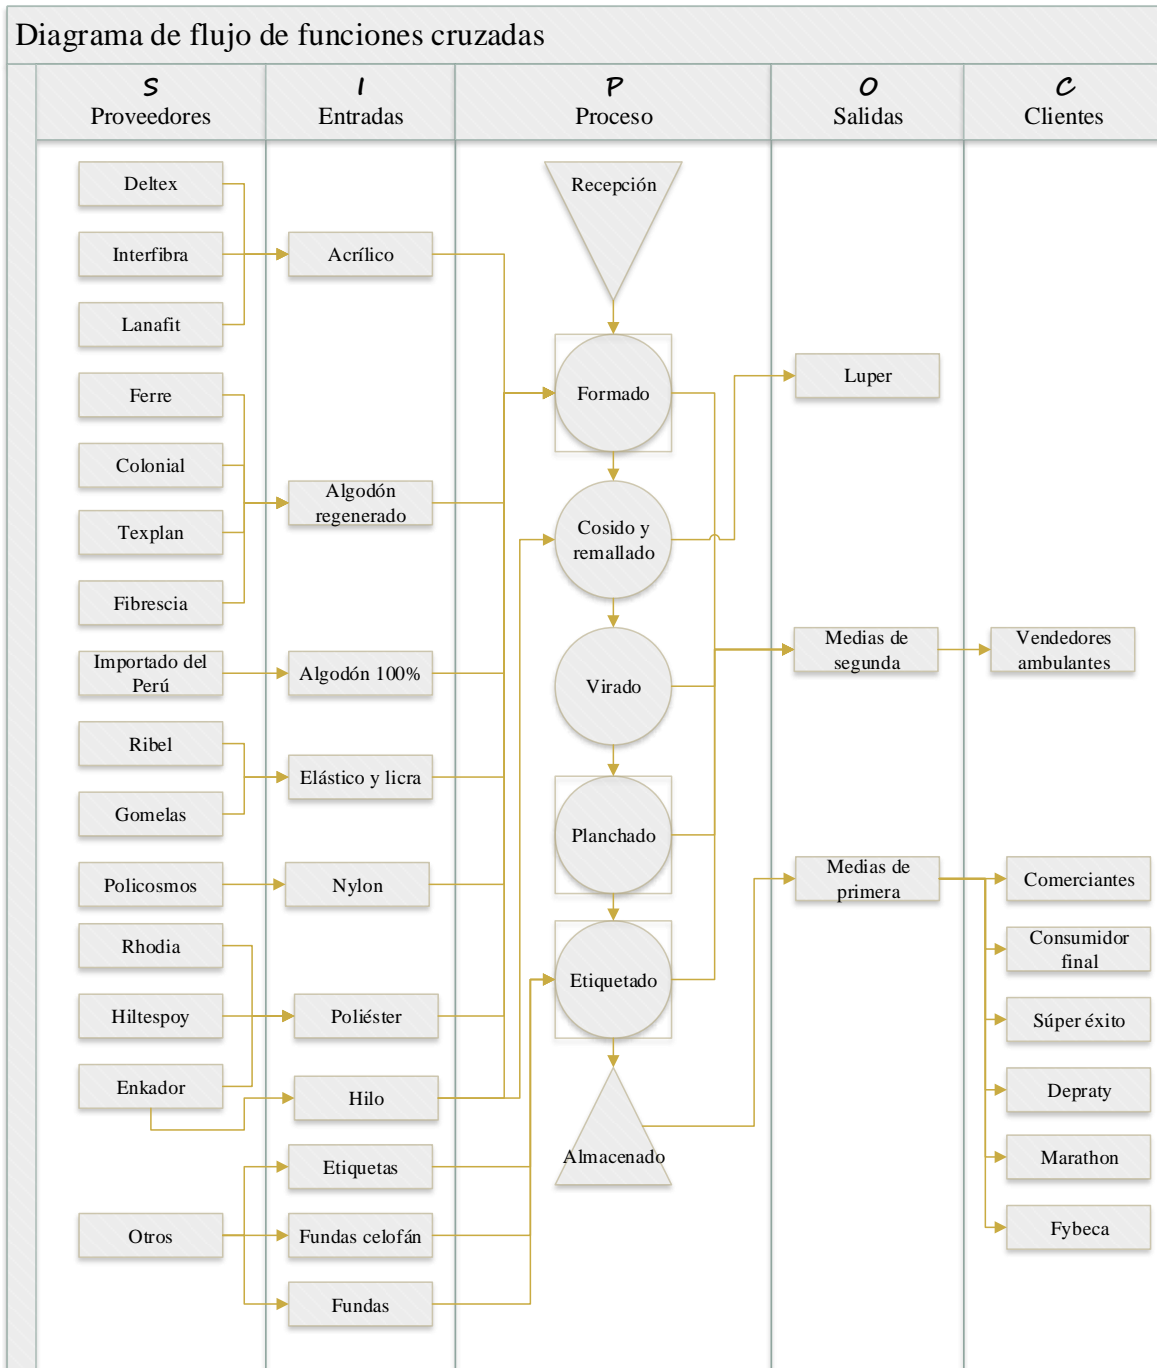 Diagrama de flujo de funciones cruzadas
S
Proveedores
I
Entradas
P
Proceso
O
Salidas
C
Clientes
Deltex
Interfibra
Lanafit
Ferre
Colonial
Texplan
Fibrescia
Importado del
Perú
Ribel
Gomelas
Policosmos
Rhodia
Hiltespoy
Enkador
Otros
Acrílico
Algodón
regenerado
Algodón 100%
Elástico y licra
Nylon
Poliéster
Hilo
Etiquetas
Fundas celofán
Fundas
Recepción
Formado
Cosido y
remallado
Virado
Planchado
Etiquetado
Almacenado
Luper
Medias de
segunda
Medias de
primera
Vendedores
ambulantes
Comerciantes
Consumidor
final
Súper éxito
Depraty
Marathon
Fybeca